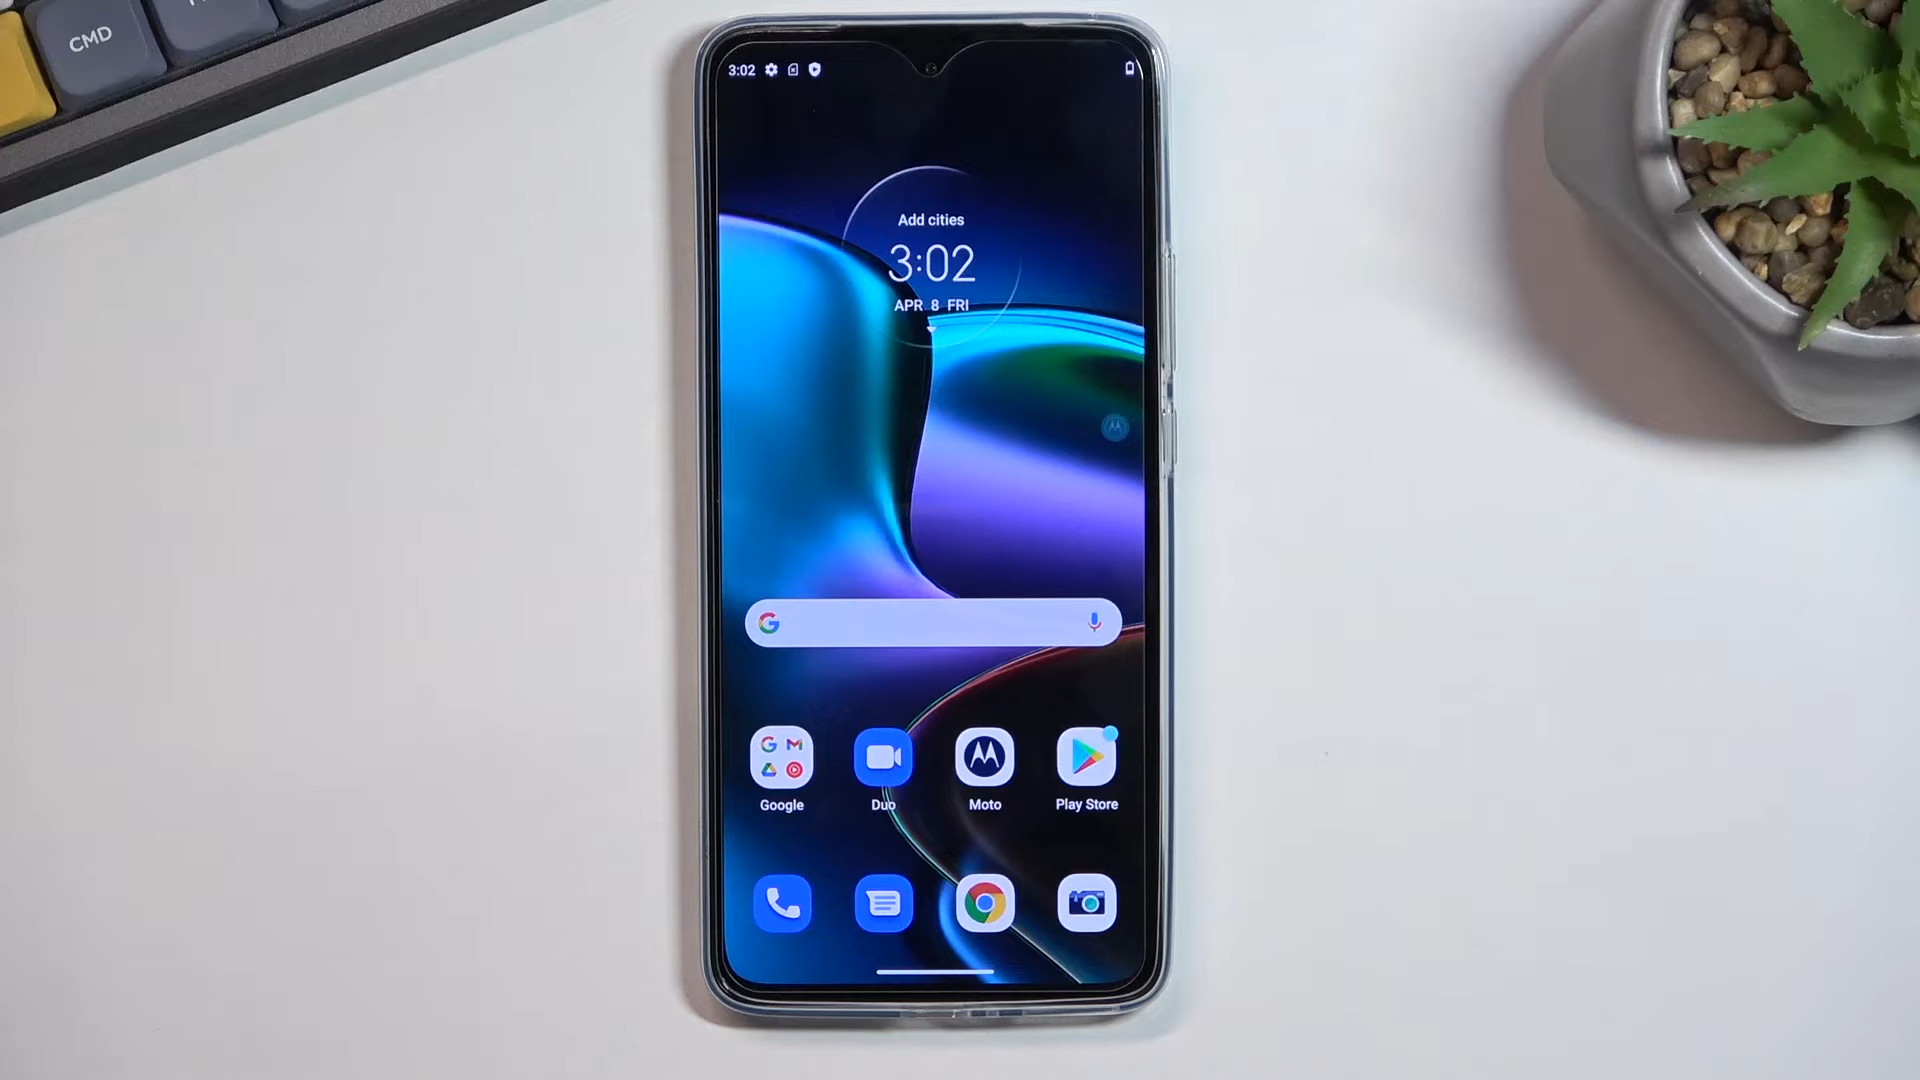 CMD
3:02
Add cities
3:02
APR 8 FRI
Google
Duo
Moto
Play Store